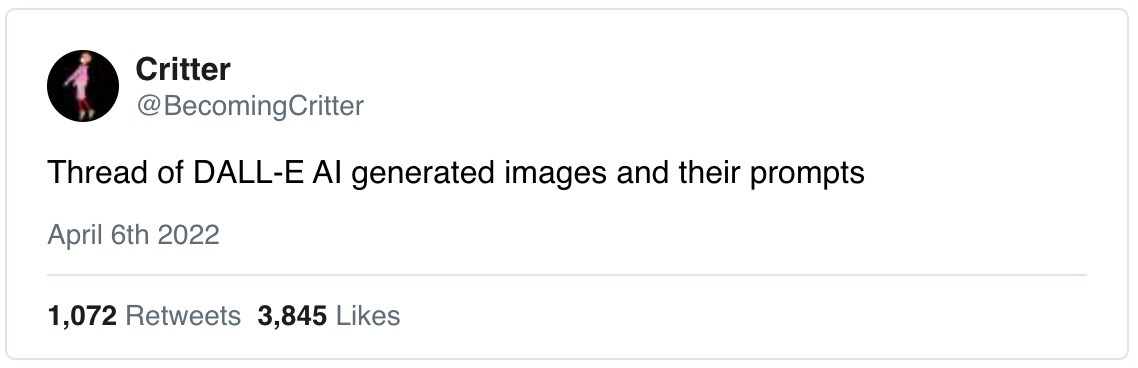 Critter
@BecomingCritter
Thread of DALL-E AI generated images and their prompts
April 6th 2022
1,072 Retweets 3,845 Likes